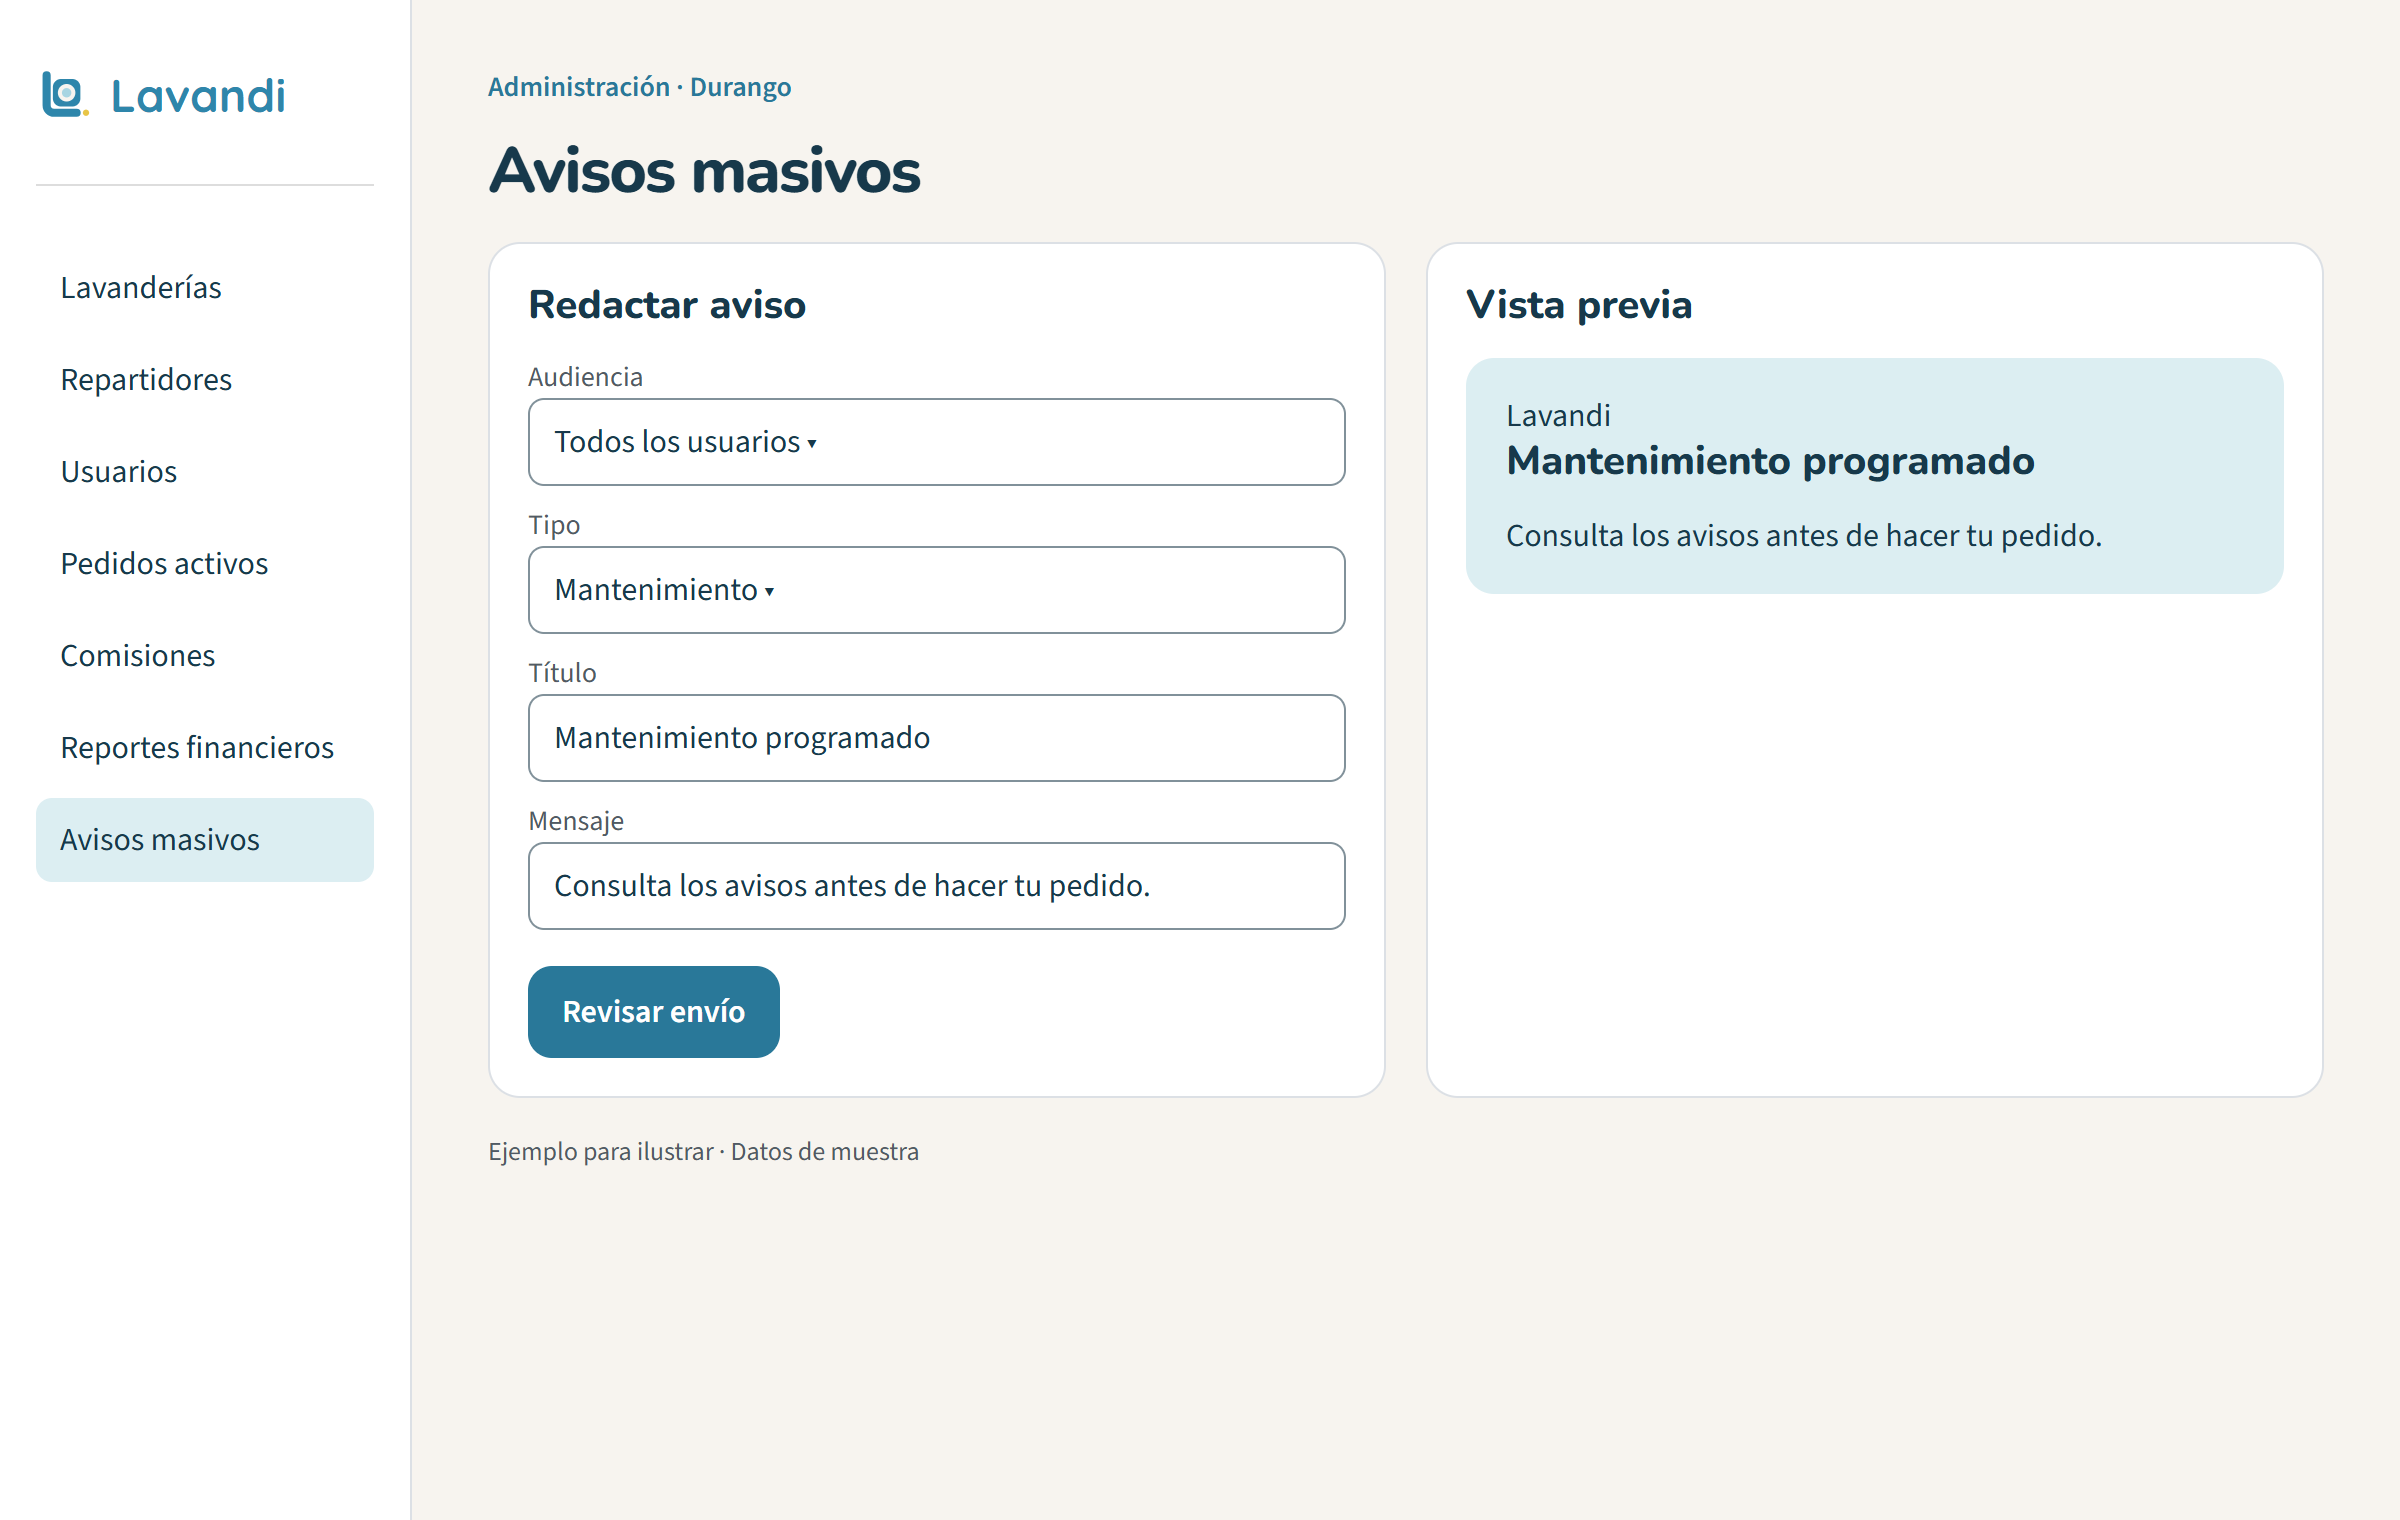 Lavandi
Lavanderías
Repartidores
Usuarios
Pedidos activos
Comisiones
Reportes financieros
Avisos masivos
Administración · Durango
Avisos masivos
Redactar aviso
Audiencia
Todos los usuarios ▾
Tipo
Mantenimiento ▾
Título
Mantenimiento programado
Mensaje
Consulta los avisos antes de hacer tu pedido.
Revisar envío
Vista previa
Lavandi
Mantenimiento programado
Consulta los avisos antes de hacer tu pedido.
Ejemplo para ilustrar · Datos de muestra